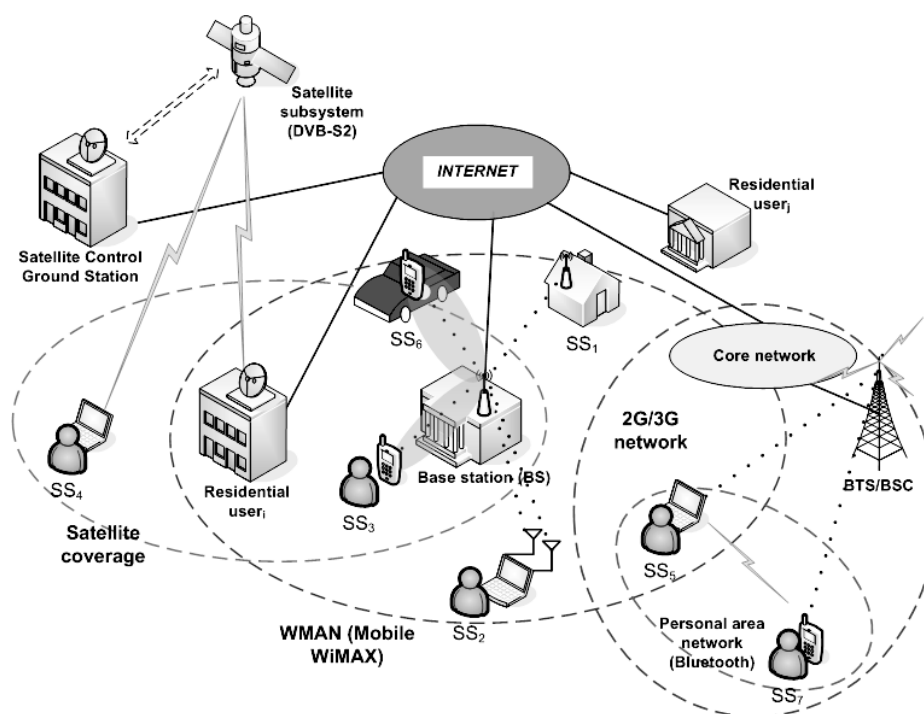 Satellite
subsystem
(DVB-S2)
INTERNET
Residential
userj
Satellite Control
Ground Station
SS6
SS1
Core network
2G/3G
network
SS4
Residential
useri
SS3
Base station (BS)
BTS/BSC
Satellite
coverage
SS5
WMAN (Mobile
WiMAX)
SS2
Personal area
network
(Bluetooth)
SS7